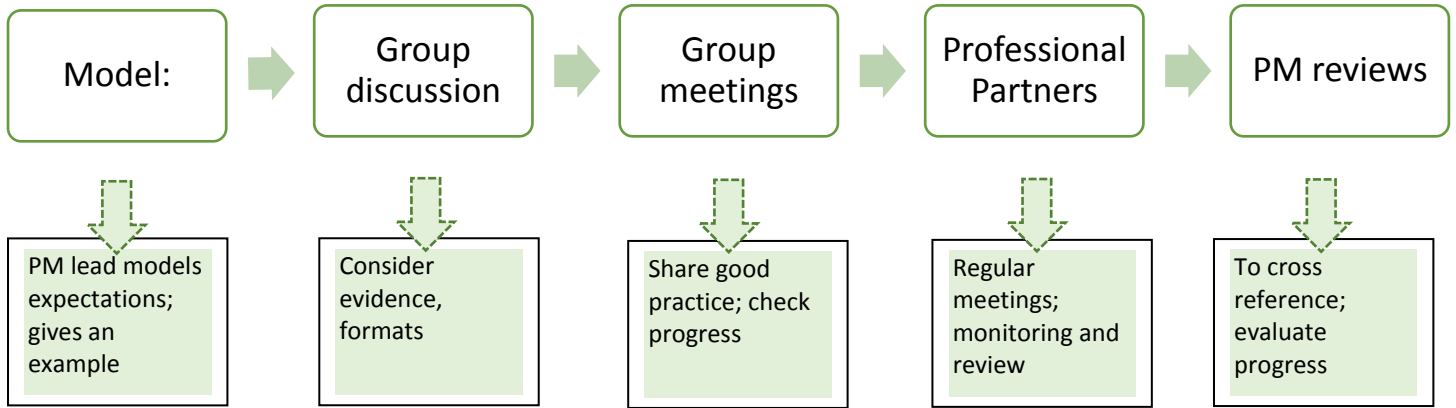 Model:
Group
discussion
Group
meetings
Professional
Partners
PM reviews
PM lead models
expectations;
gives an
example
Consider
evidence,
formats
Share good
practice; check
progress
Regular
meetings;
monitoring and
review
To cross
reference;
evaluate
progress